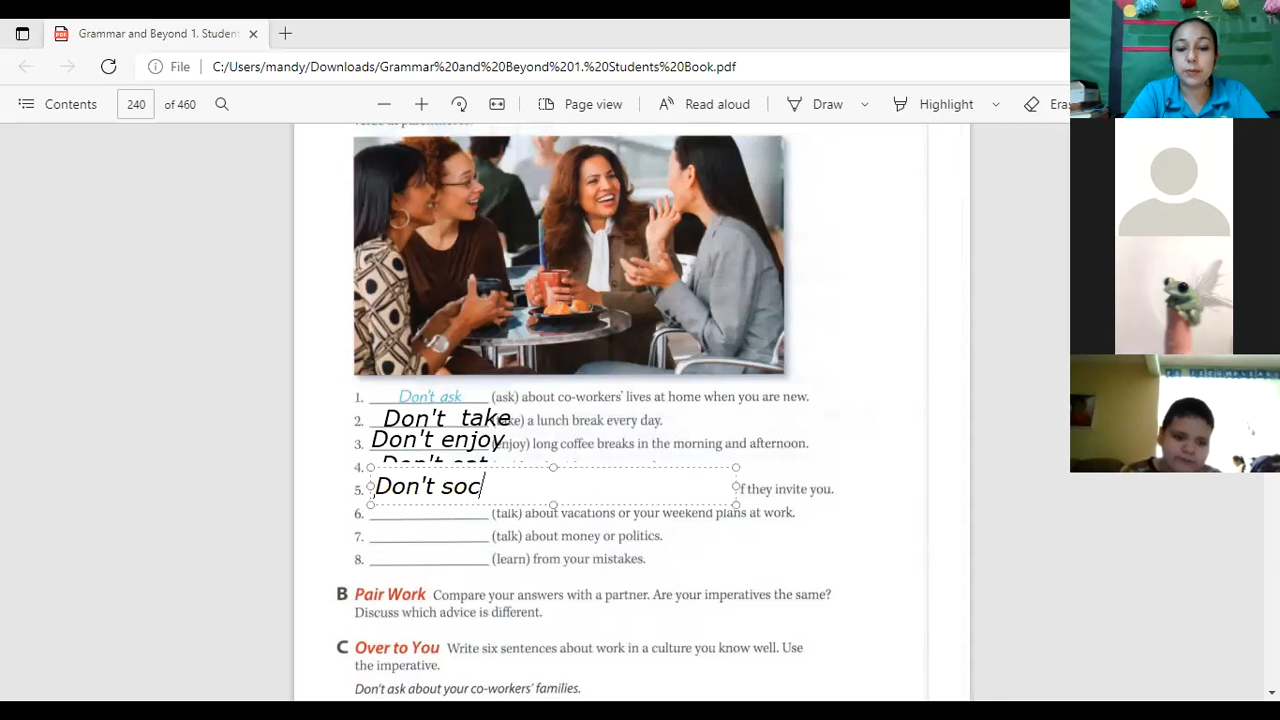 Grammar and Beyond 1. Student
File C:/Users/mandy/Downloads/Grammar%20and%20Beyond%201.%20Students%20Book.pdf
Contents 240 of 460 Page view Read aloud Draw Highlight Era
1. Don't ask (ask) about co-workers' lives at home when you are new.
2. Don't take (take) a lunch break every day.
3. Don't enjoy (enjoy) long coffee breaks in the morning and afternoon.
4. Don't eat
5. Don't soc f they invite you.
6. (talk) about vacations or your weekend plans at work.
7. (talk) about money or politics.
8. (learn) from your mistakes.
B Pair Work Compare your answers with a partner. Are your imperatives the same?
Discuss which advice is different.
C Over to You Write six sentences about work in a culture you know well. Use
the imperative.
Don't ask about your co-workers' families.